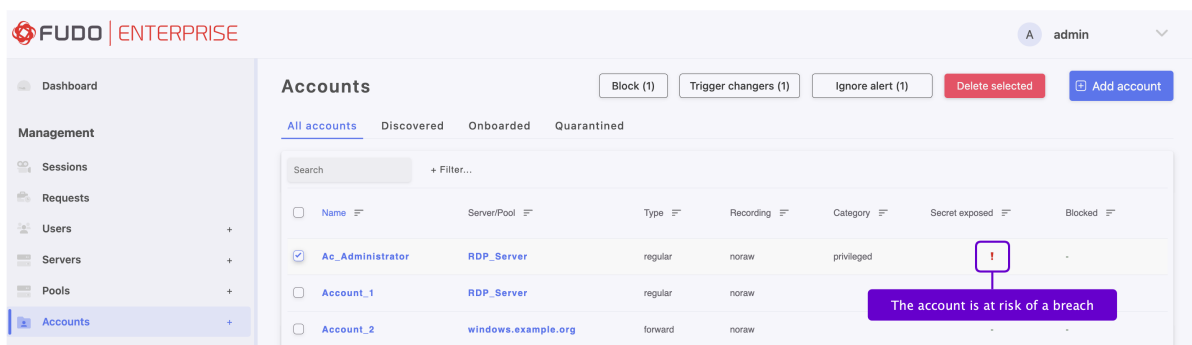 FUDO ENTERPRISE
A admin
Dashboard
Management
Sessions
Requests
Users +
Servers +
Pools +
Accounts +
Accounts
Block (1) Trigger changers (1) Ignore alert (1) Delete selected Add account
All accounts Discovered Onboarded Quarantined
Search + Filter...
Name Server/Pool Type Recording Category Secret exposed Blocked
Ac_Administrator RDP_Server regular noraw privileged ! -
Account_1 RDP_Server regular noraw
The account is at risk of a breach
Account_2 windows.example.org forward noraw - -